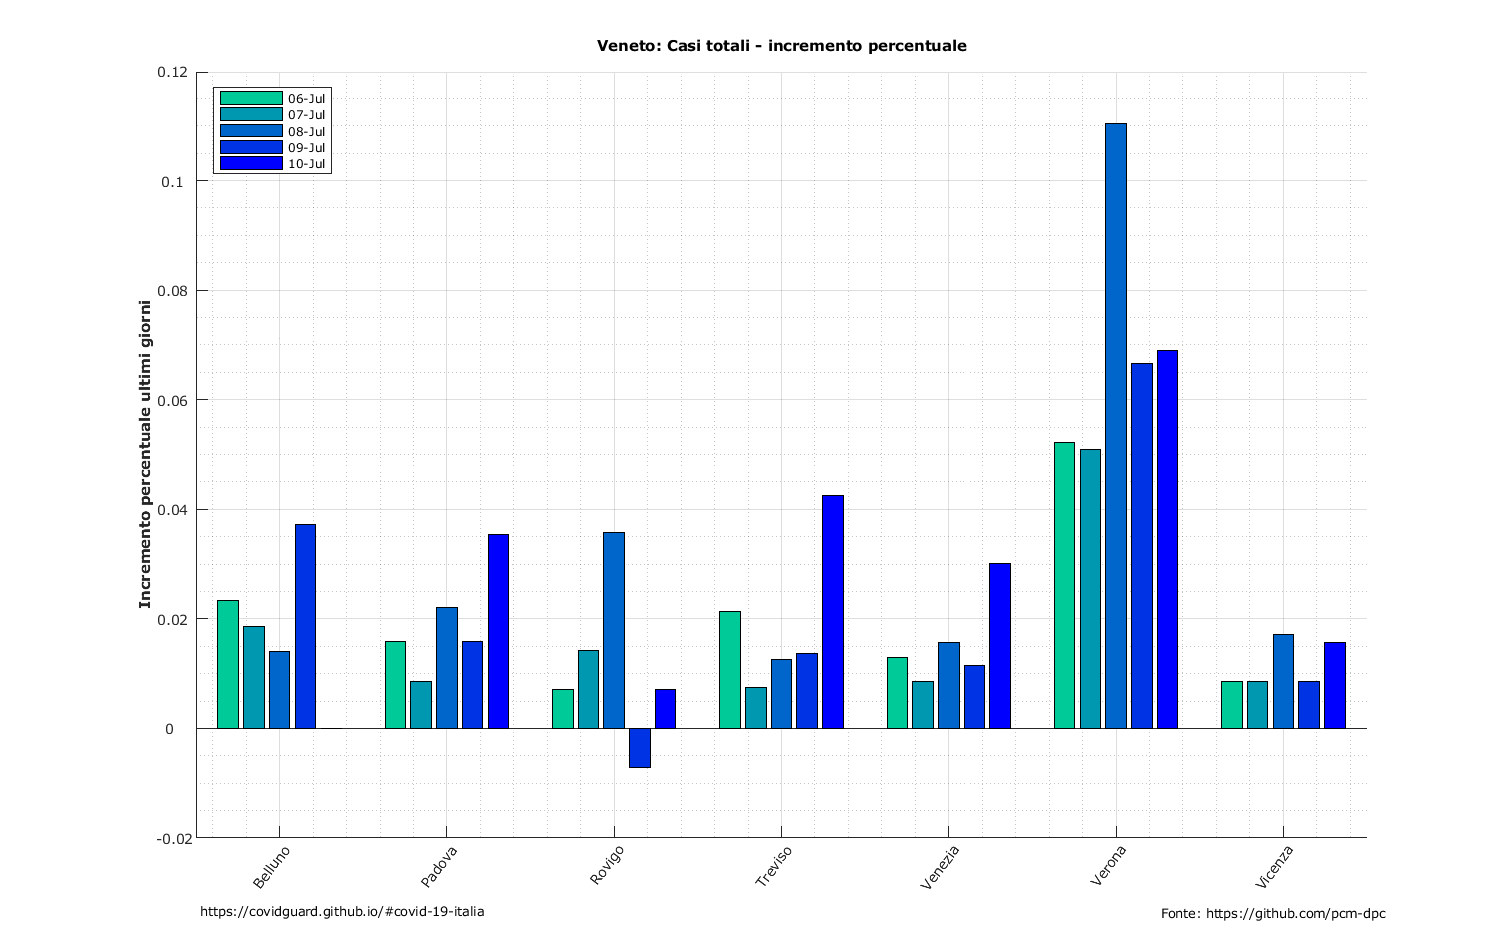 Veneto: Casi totali - incremento percentuale
0.12
0.1
0.08
0.06
0.04
0.02
0
-0.02
Incremento percentuale ultimi giorni
06-Jul
07-Jul
08-Jul
09-Jul
10-Jul
Belluno
Padova
Rovigo
Treviso
Venezia
Verona
Vicenza
https://covidguard.github.io/#covid-19-italia
Fonte: https://github.com/pcm-dpc